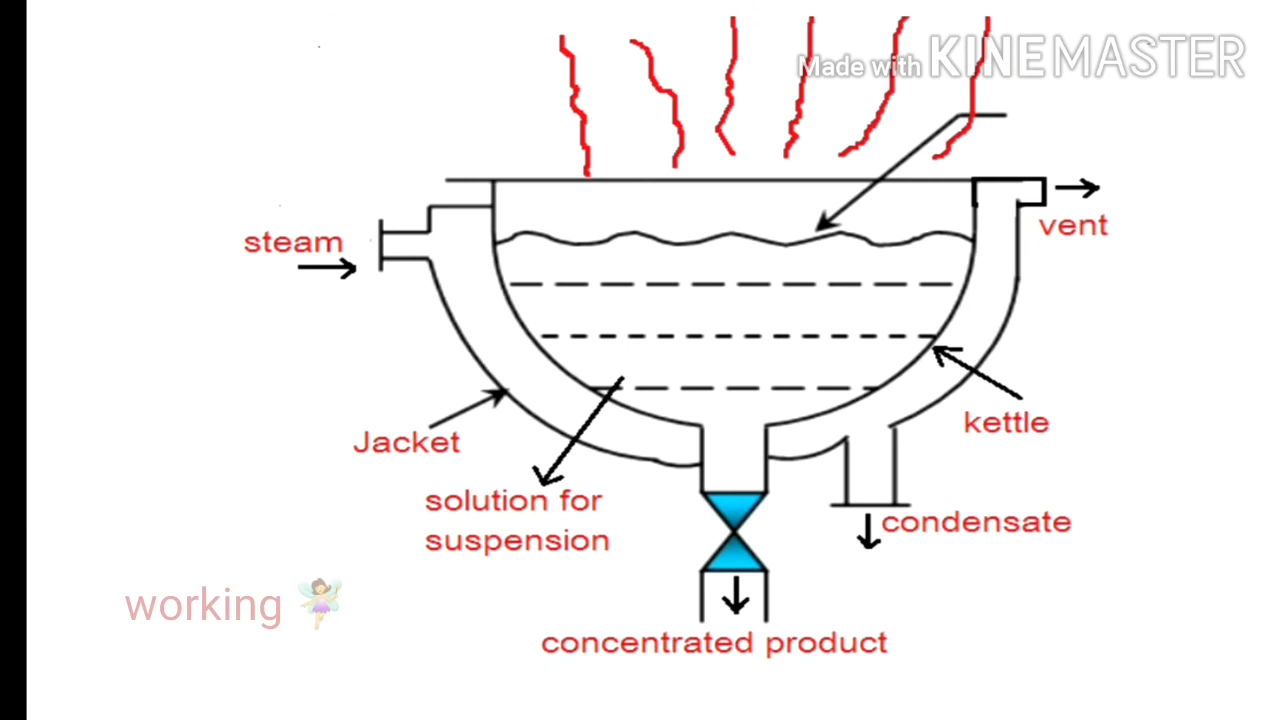 Made with KINEMASTER
steam
vent
Jacket
kettle
solution for
suspension
condensate
working
concentrated product